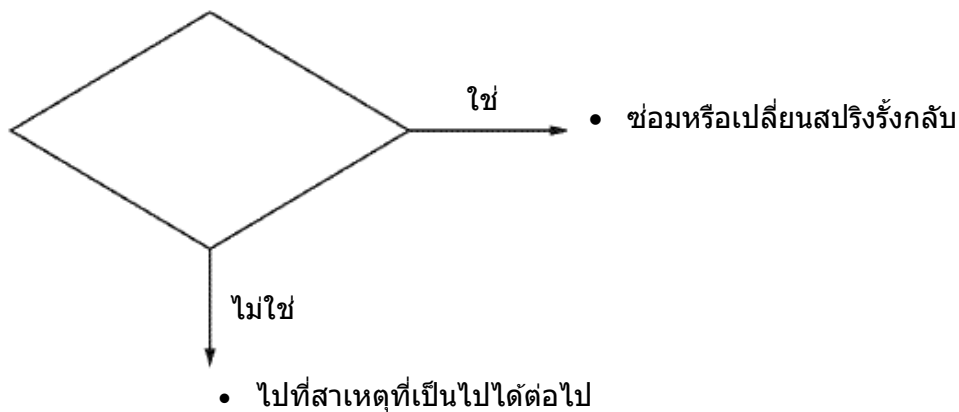 ใช่
• ซ่อมหรือเปลี่ยนสปริงรั้งกลับ
ไม่ใช่
• ไปที่สาเหตุที่เป็นไปได้ต่อไป